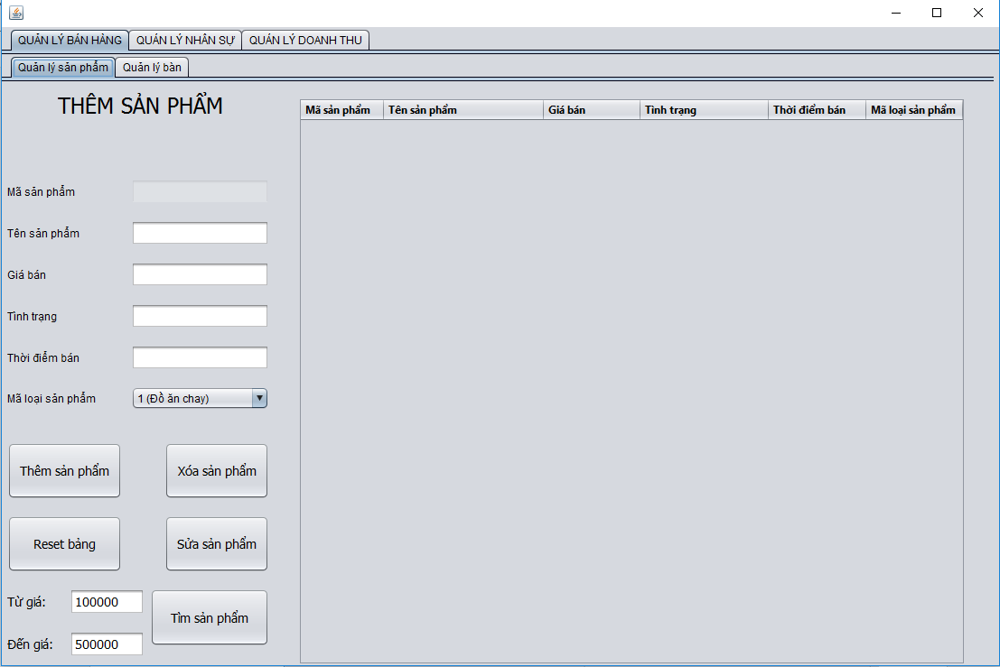 QUẢN LÝ BÁN HÀNG QUẢN LÝ NHÂN SỰ QUẢN LÝ DOANH THU
Quản lý sản phẩm Quản lý bàn
THÊM SẢN PHẨM
Mã sản phẩm Tên sản phẩm Giá bán Tình trạng Thời điểm bán Mã loại sản phẩm
Mã sản phẩm
Tên sản phẩm
Giá bán
Tình trạng
Thời điểm bán
Mã loại sản phẩm 1 (Đồ ăn chay)
Thêm sản phẩm Xóa sản phẩm
Reset bảng Sửa sản phẩm
Từ giá: 100000 Tìm sản phẩm
Đến giá: 500000